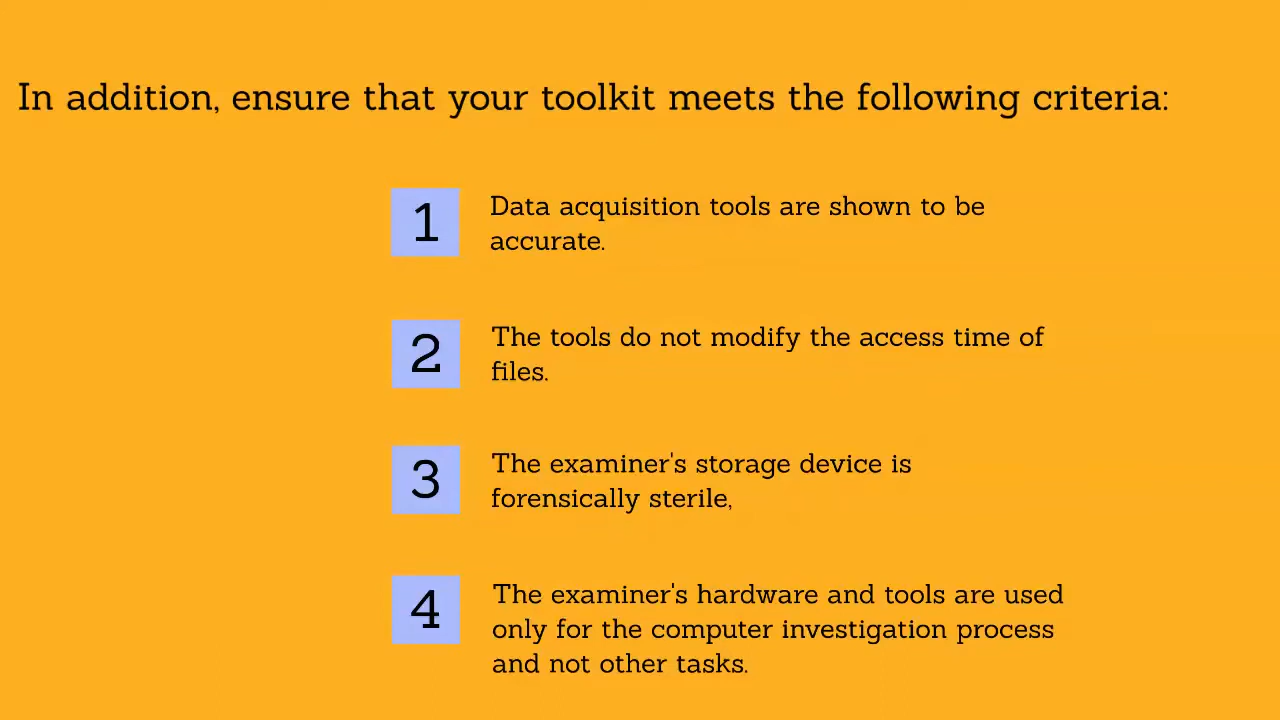 In addition, ensure that your toolkit meets the following criteria:
1
Data acquisition tools are shown to be
accurate.
2
The tools do not modify the access time of
files.
3
The examiner's storage device is
forensically sterile,
4
The examiner's hardware and tools are used
only for the computer investigation process
and not other tasks.